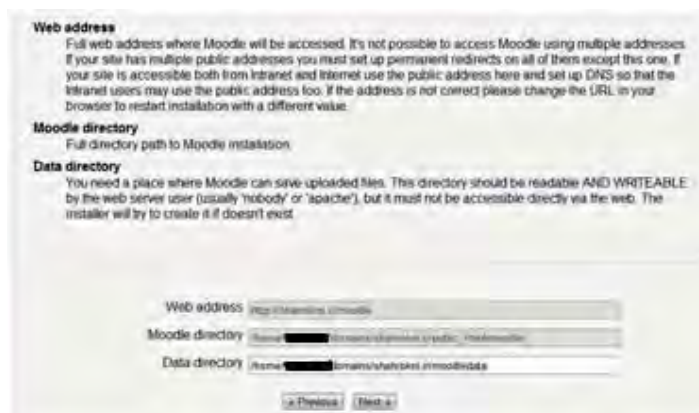 Web address
Full web address where Moodle will be accessed. It's not possible to access Moodle using multiple addresses.
If your site has multiple public addresses you must set up permanent redirects on all of them except this one. If
your site is accessible both from Intranet and Internet use the public address here and set up DNS so that the
Intranet users may use the public address too. If the address is not correct please change the URL in your
browser to restart installation with a different value.
Moodle directory
Full directory path to Moodle installation.
Data directory
You need a place where Moodle can save uploaded files. This directory should be readable AND WRITEABLE
by the web server user (usually 'nobody' or 'apache'), but it must not be accessible directly via the web. The
installer will try to create it if doesn't exist.
Web address
Moodle directory /home/
Data directory /home/
« Previous Next »